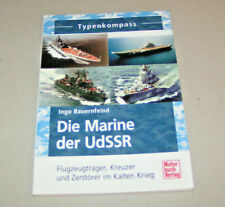 Typenkompass
Ingo Bauernfeind
Die Marine
der UdSSR
Flugzeugträger, Kreuzer
und Zerstörer im Kalten Krieg
Motor
buch
Verlag